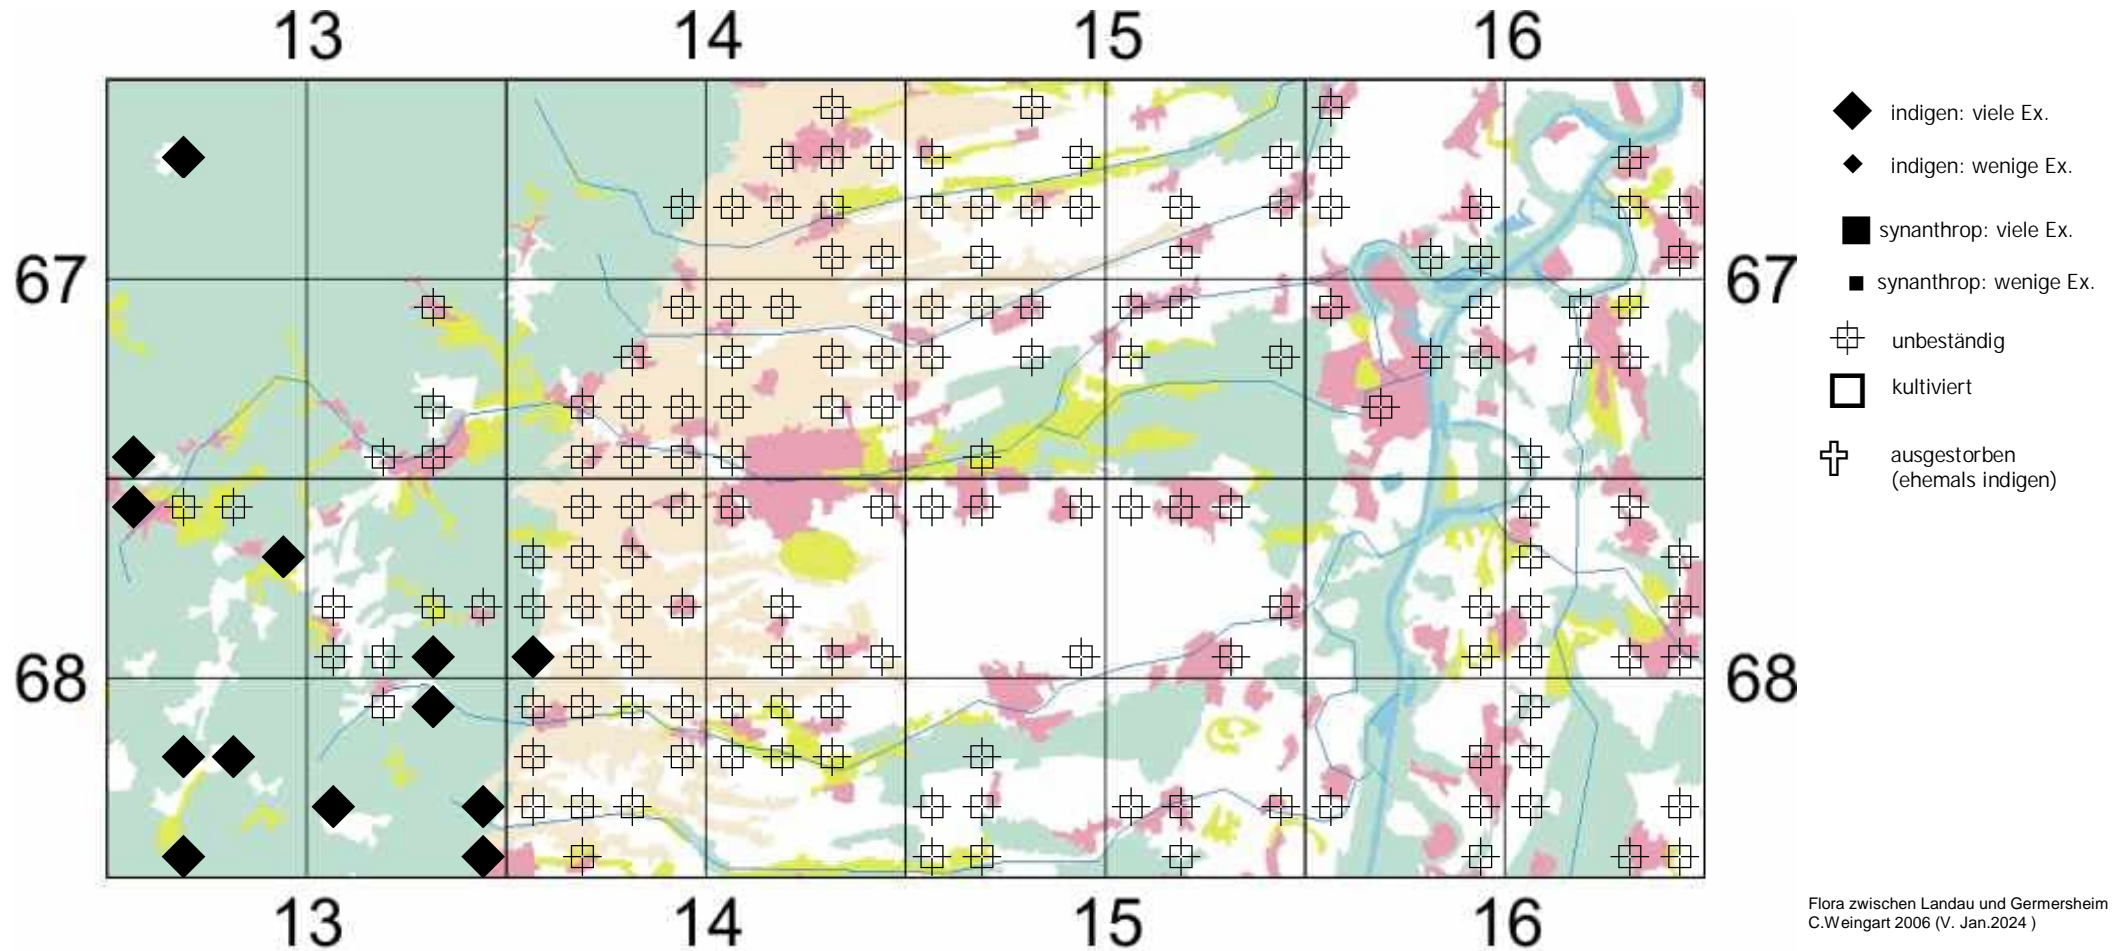 13 14 15 16
indigen: viele Ex.
indigen: wenige Ex.
synanthrop: viele Ex.
67 67
synanthrop: wenige Ex.
unbeständig
kultiviert
ausgestorben
(ehemals indigen)
68 68
13 14 15 16
Flora zwischen Landau und Germersheim
C.Weingart 2006 (V. Jan.2024 )